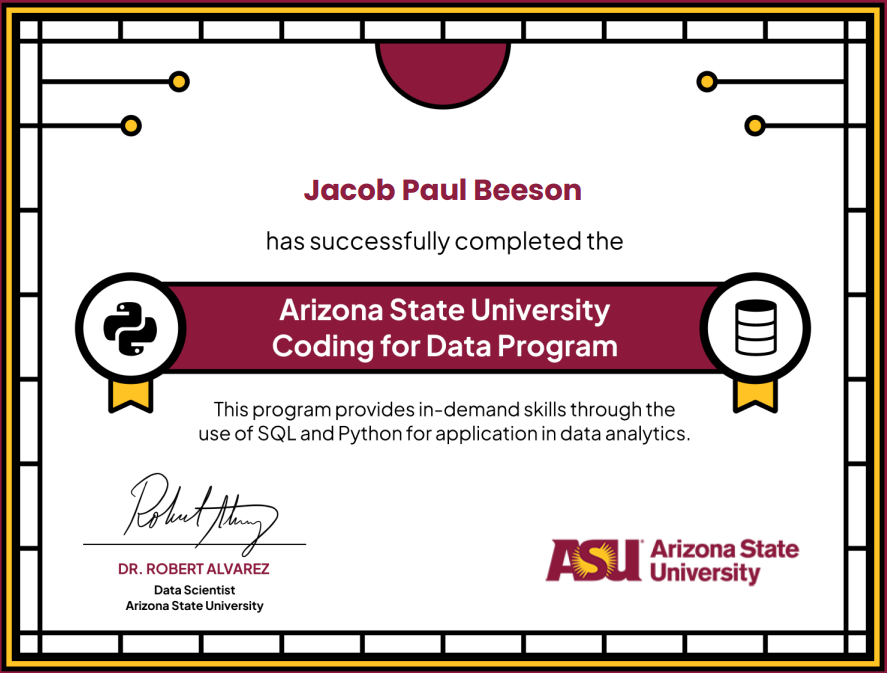 Jacob Paul Beeson
has successfully completed the
Arizona State University
Coding for Data Program
This program provides in-demand skills through the
use of SQL and Python for application in data analytics.
Robert Alvarez
DR. ROBERT ALVAREZ
Data Scientist
Arizona State University
ASU Arizona State
University